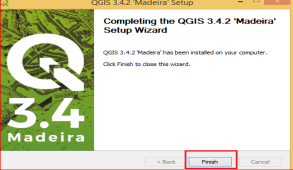 QGIS 3.4.2 'Madeira' Setup
Completing the QGIS 3.4.2 'Madeira'
Setup Wizard
QGIS 3.4.2 'Madeira' has been installed on your computer.
Click Finish to close this wizard.
3.4
Madeira
< Back
Finish
Cancel